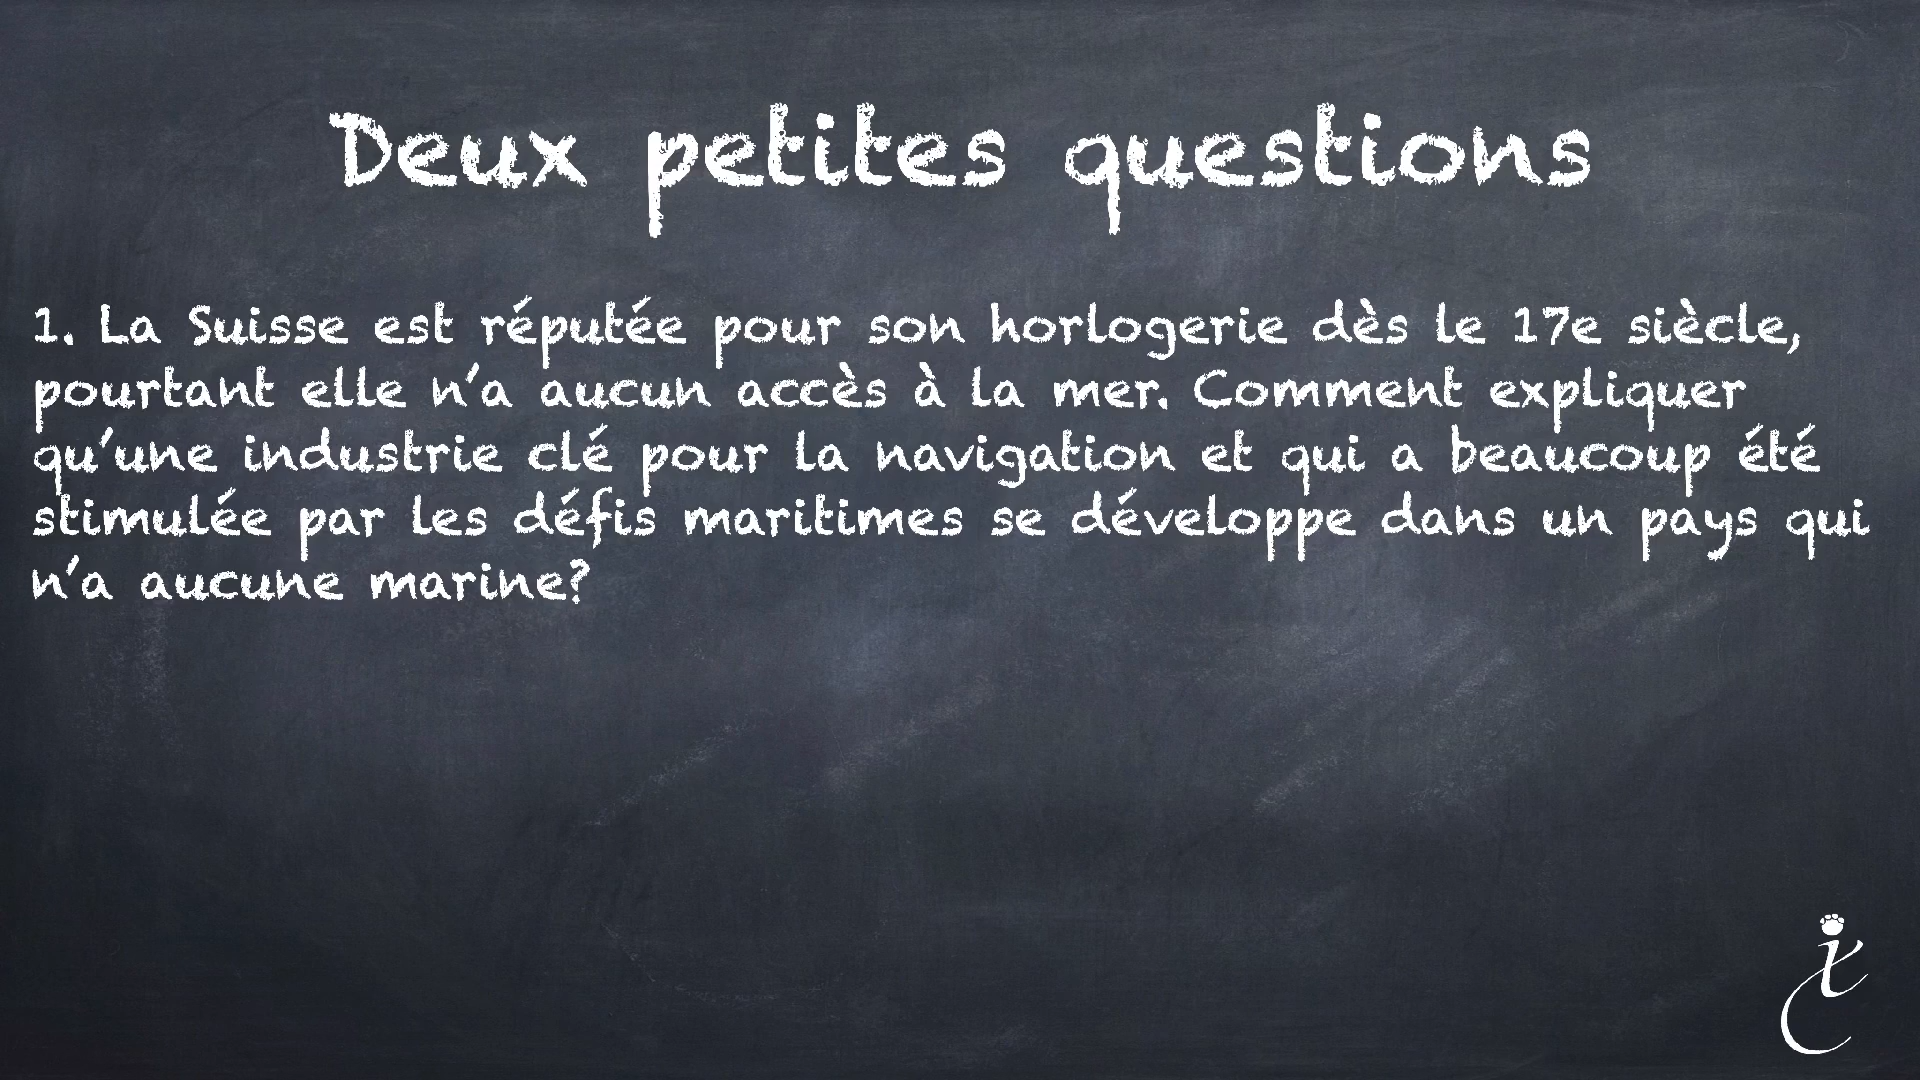 Deux petites questions
1. La Suisse est réputée pour son horlogerie dès le 17e siècle,
pourtant elle n’a aucun accès à la mer. Comment expliquer
qu’une industrie clé pour la navigation et qui a beaucoup été
stimulée par les défis maritimes se développe dans un pays qui
n’a aucune marine?